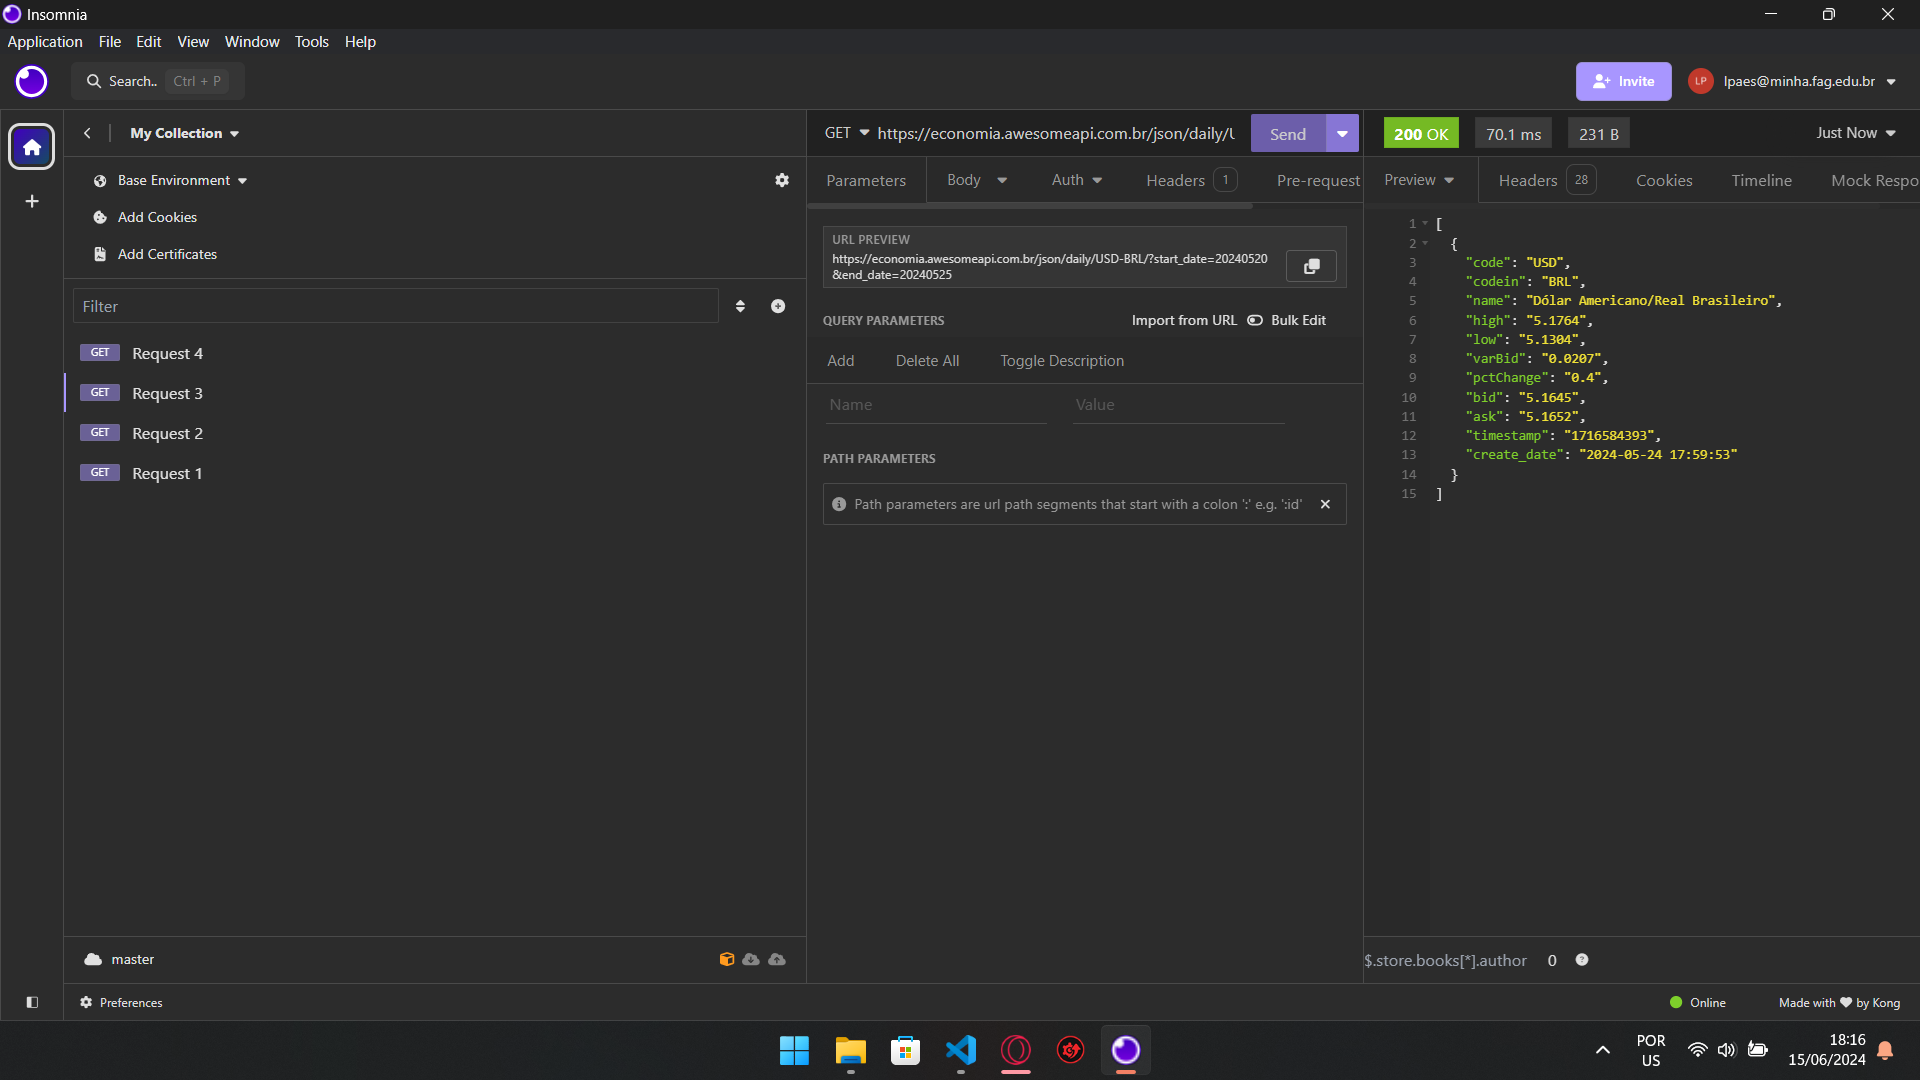 Insomnia
Application File Edit View Window Tools Help
Search.. Ctrl + P
Invite
LP lpaes@minha.fag.edu.br
My Collection
Base Environment
Add Cookies
Add Certificates
Filter
GET Request 4
GET Request 3
GET Request 2
GET Request 1
master
Preferences
GET https://economia.awesomeapi.com.br/json/daily/U
Send
Parameters Body Auth Headers 1 Pre-request
URL PREVIEW
https://economia.awesomeapi.com.br/json/daily/USD-BRL/?start_date=20240520
&end_date=20240525
QUERY PARAMETERS Import from URL Bulk Edit
Add Delete All Toggle Description
Name Value
PATH PARAMETERS
Path parameters are url path segments that start with a colon ':' e.g. ':id'
200 OK 70.1 ms 231 B Just Now
Preview Headers 28 Cookies Timeline Mock Respo
1 [
2 {
3 "code": "USD",
4 "codein": "BRL",
5 "name": "Dólar Americano/Real Brasileiro",
6 "high": "5.1764",
7 "low": "5.1304",
8 "varBid": "0.0207",
9 "pctChange": "0.4",
10 "bid": "5.1645",
11 "ask": "5.1652",
12 "timestamp": "1716584393",
13 "create_date": "2024-05-24 17:59:53"
14 }
15 ]
$.store.books[*].author 0
Online Made with ❤ by Kong
POR
US
18:16
15/06/2024